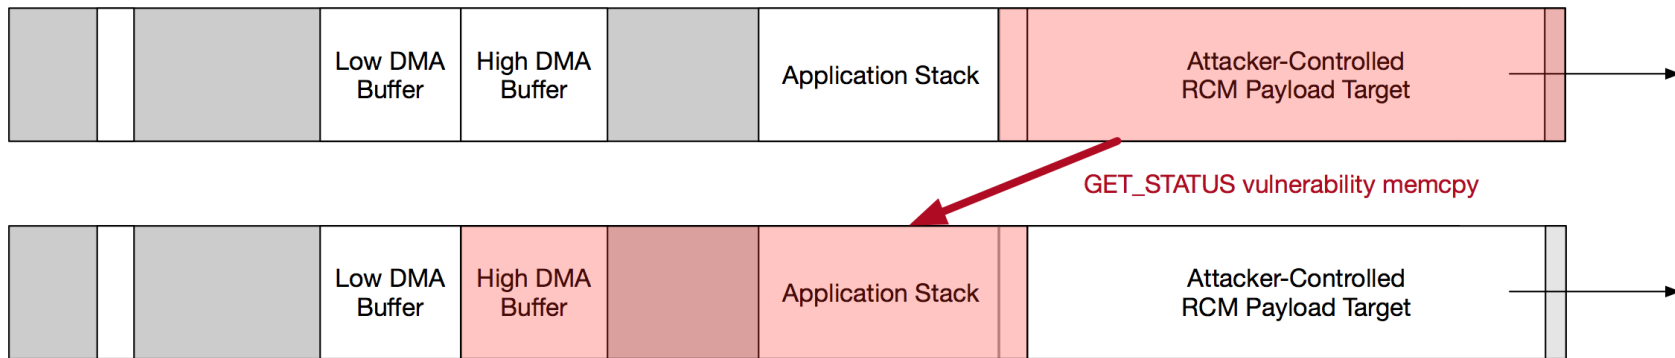 Low DMA
Buffer
High DMA
Buffer
Application Stack
Attacker-Controlled
RCM Payload Target
GET_STATUS vulnerability memcpy
Low DMA
Buffer
High DMA
Buffer
Application Stack
Attacker-Controlled
RCM Payload Target